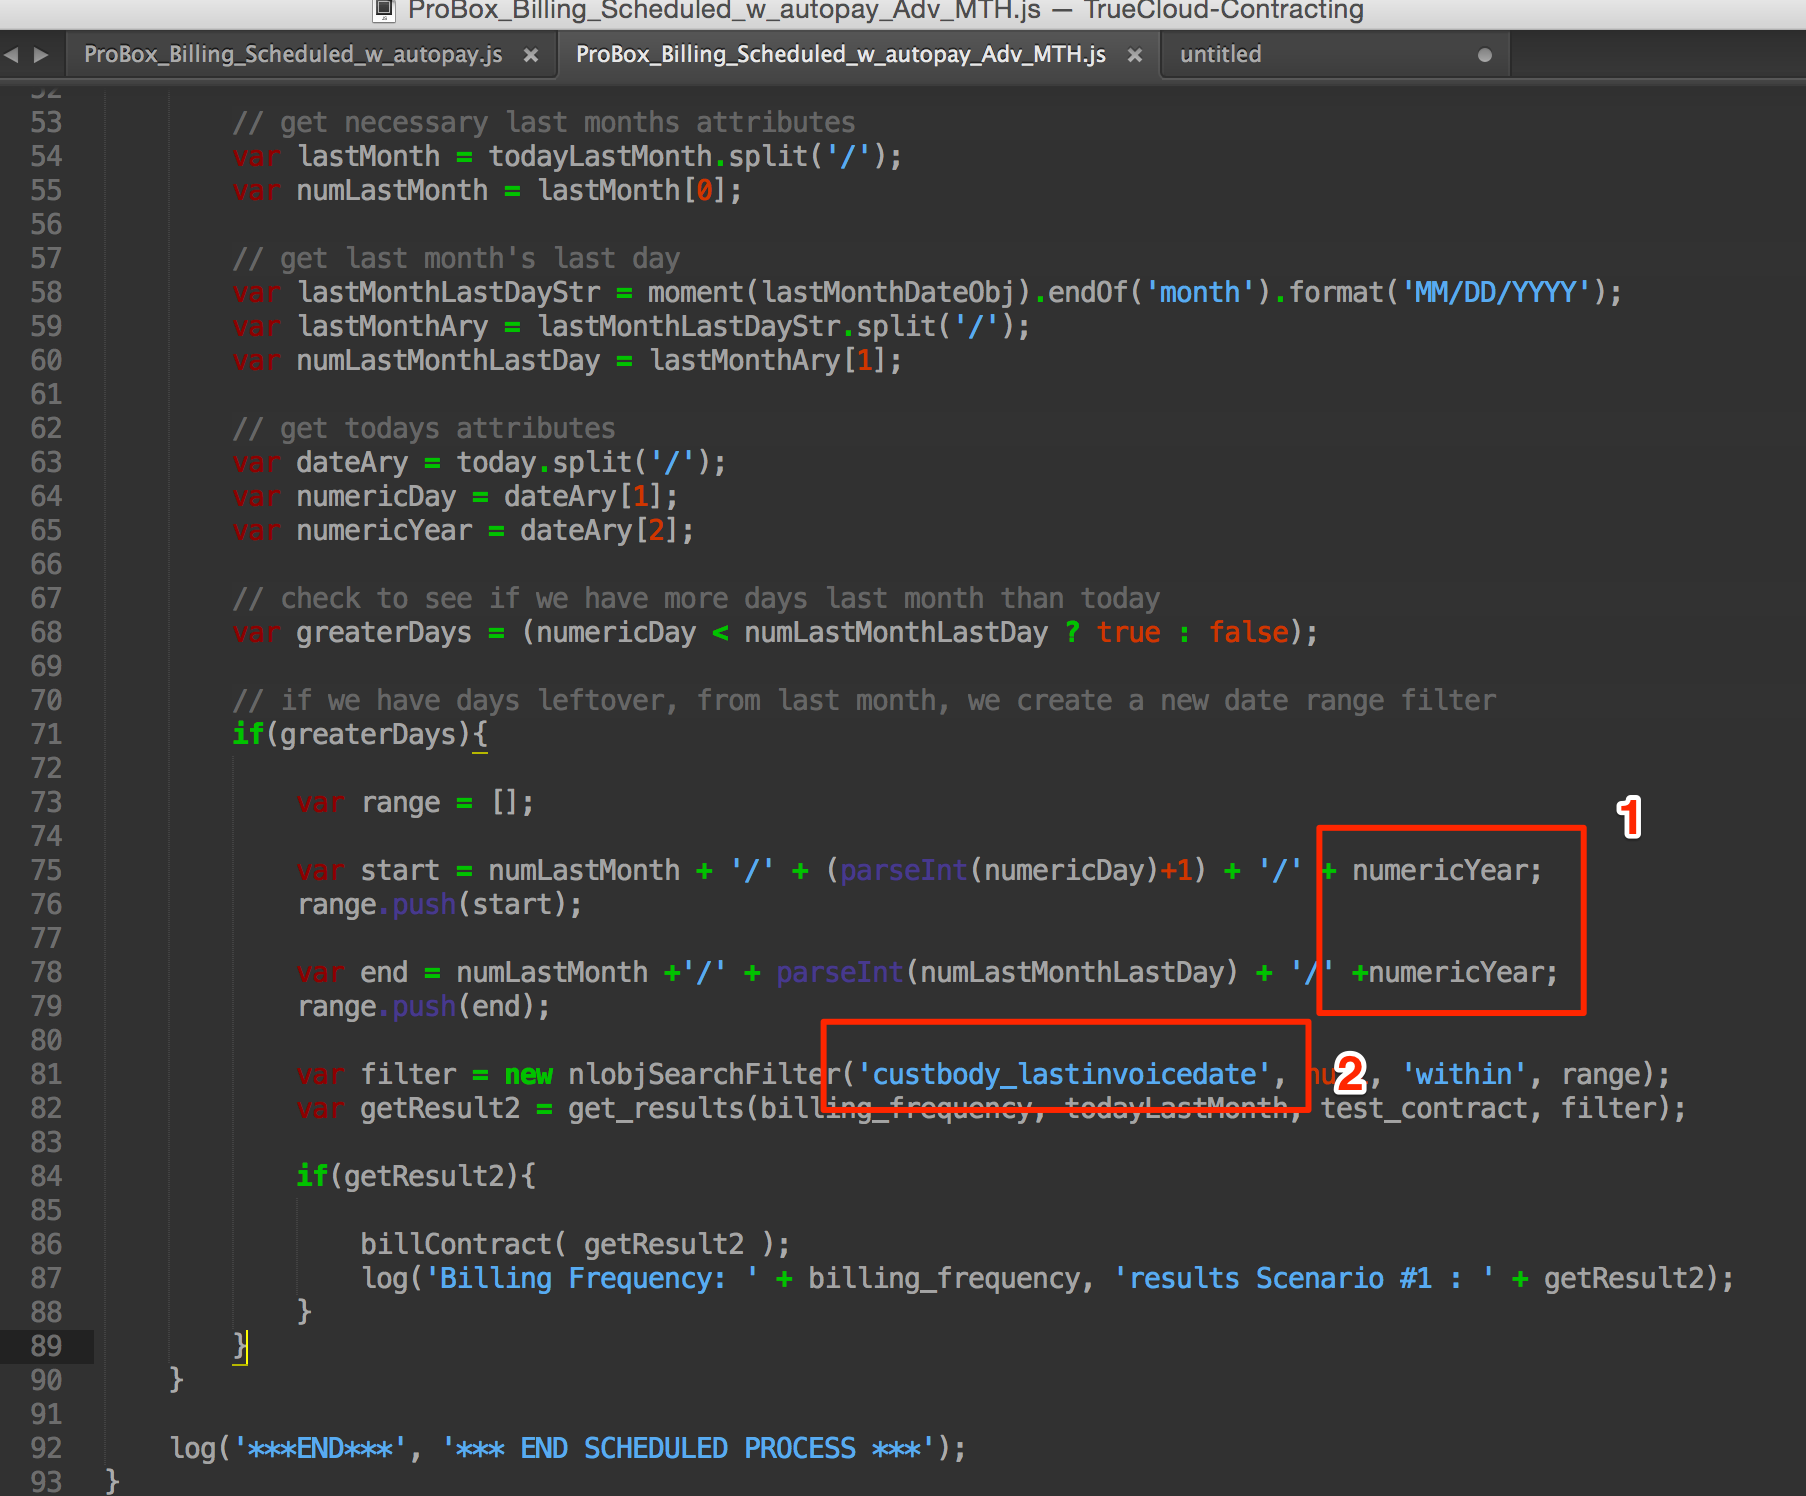 ProBox_Billing_Scheduled_w_autopay_Adv_MTH.js — TrueCloud-Contracting
ProBox_Billing_Scheduled_w_autopay.js × ProBox_Billing_Scheduled_w_autopay_Adv_MTH.js × untitled
52
53 // get necessary last months attributes
54 var lastMonth = todayLastMonth.split('/');
55 var numLastMonth = lastMonth[0];
56
57 // get last month's last day
58 var lastMonthLastDayStr = moment(lastMonthDateObj).endOf('month').format('MM/DD/YYYY');
59 var lastMonthAry = lastMonthLastDayStr.split('/');
60 var numLastMonthLastDay = lastMonthAry[1];
61
62 // get todays attributes
63 var dateAry = today.split('/');
64 var numericDay = dateAry[1];
65 var numericYear = dateAry[2];
66
67 // check to see if we have more days last month than today
68 var greaterDays = (numericDay < numLastMonthLastDay ? true : false);
69
70 // if we have days leftover, from last month, we create a new date range filter
71 if(greaterDays){
72
73 var range = [];
74
1
75 var start = numLastMonth + '/' + (parseInt(numericDay)+1) + '/' + numericYear;
76 range.push(start);
77
78 var end = numLastMonth +'/' + parseInt(numLastMonthLastDay) + '/' +numericYear;
79 range.push(end);
80
81 var filter = new nlobjSearchFilter('custbody_lastinvoicedate', 2, 'within', range);
82 var getResult2 = get_results(billing_frequency, todayLastMonth, test_contract, filter);
83
84 if(getResult2){
85
86 billContract( getResult2 );
87 log('Billing Frequency: ' + billing_frequency, 'results Scenario #1 : ' + getResult2);
88 }
89 }
90 }
91
92 log('***END***', '*** END SCHEDULED PROCESS ***');
93 }